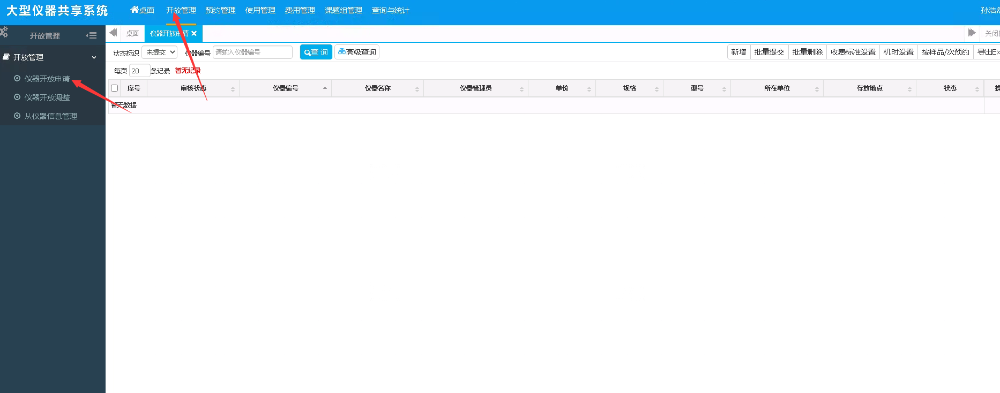 大型仪器共享系统 桌面 开放管理 预约管理 使用管理 费用管理 课题组管理 查询与统计 孙浩
开放管理 桌面 仪器开放申请 关闭
开放管理
状态标识 未提交 仪器编号 请输入仪器编号 查 询 高级查询 新增 批量提交 批量删除 收费标准设置 机时设置 按样品/次预约 导出Ex
每页 20 条记录 暂无记录
仪器开放申请
仪器开放调整
从仪器信息管理
序号 审核状态 仪器编号 仪器名称 仪器管理员 单价 规格 型号 所在单位 存放地点 状态
暂无数据